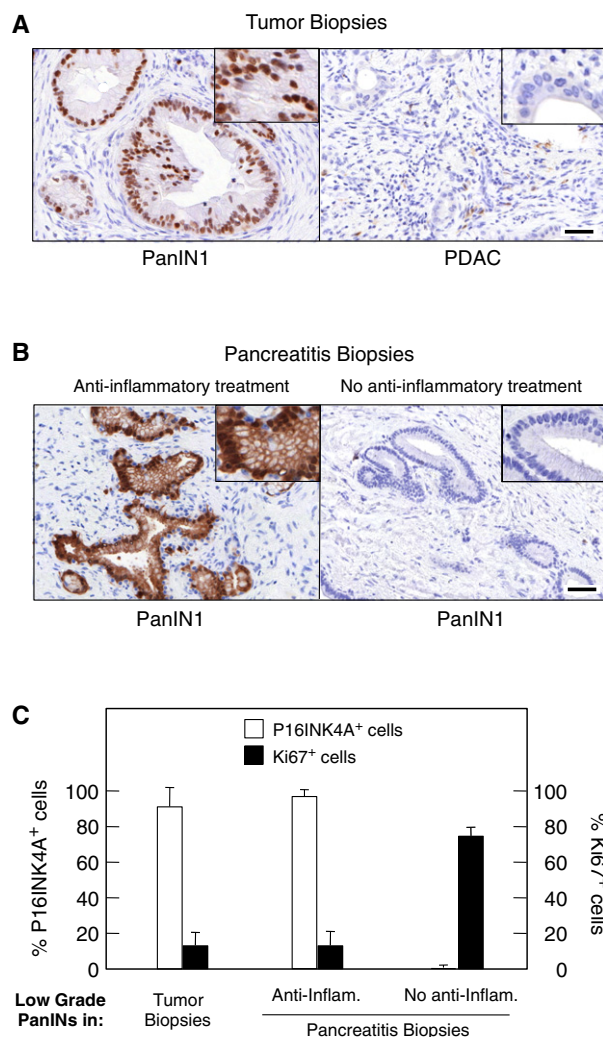 A
Tumor Biopsies
PanIN1
PDAC
B
Pancreatitis Biopsies
Anti-inflammatory treatment
No anti-inflammatory treatment
PanIN1
PanIN1
C
P16INK4A+ cells
Ki67+ cells
% P16INK4A+ cells
100
80
60
40
20
0
100
80
60
40
20
0
% Ki67+ cells
Low Grade
PanINs in:
Tumor
Biopsies
Anti-Inflam.
No anti-Inflam.
Pancreatitis Biopsies